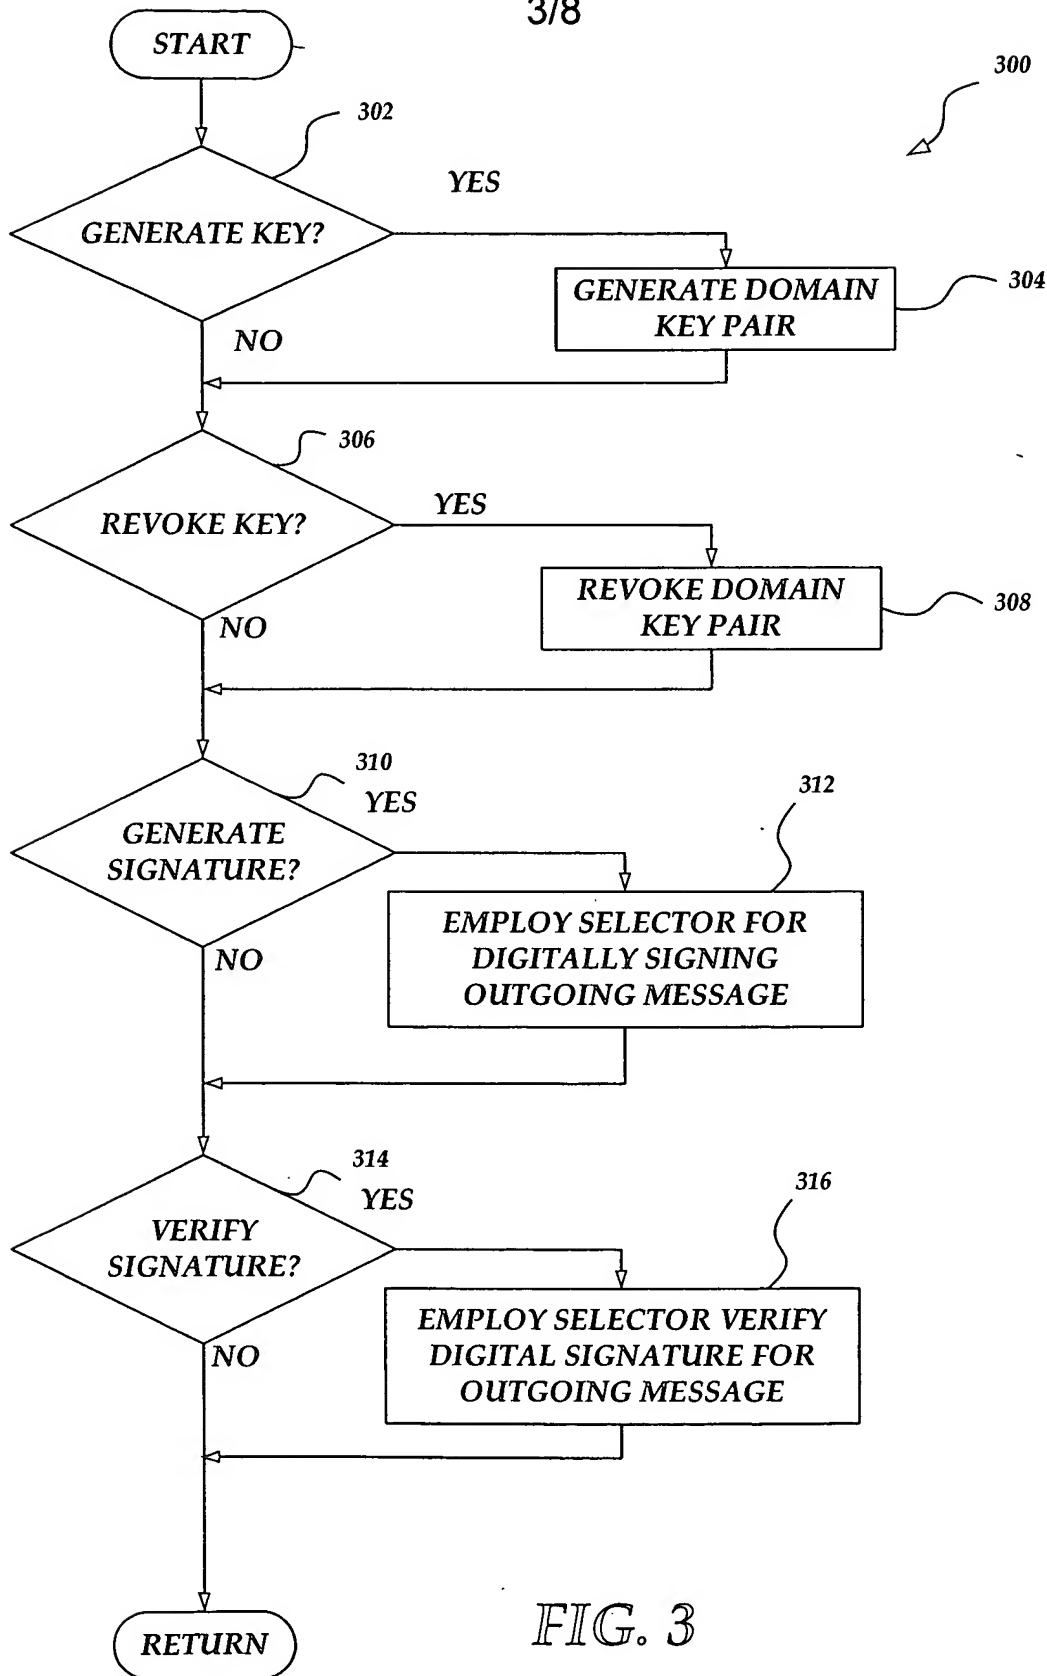 3/8
START
300
302
YES
GENERATE KEY?
304
GENERATE DOMAIN
KEY PAIR
NO
306
YES
REVOKE KEY?
308
REVOKE DOMAIN
KEY PAIR
NO
310
YES
312
GENERATE
SIGNATURE?
EMPLOY SELECTOR FOR
DIGITALLY SIGNING
OUTGOING MESSAGE
NO
314
YES
316
VERIFY
SIGNATURE?
EMPLOY SELECTOR VERIFY
DIGITAL SIGNATURE FOR
OUTGOING MESSAGE
NO
RETURN
FIG. 3